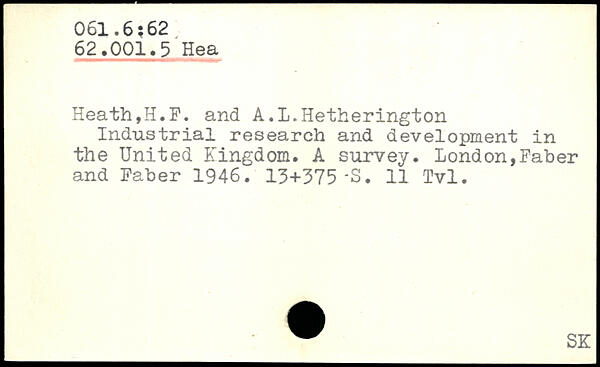 061.6:62
62.001.5 Hea
Heath,H.F. and A.L.Hetherington
Industrial research and development in
the United Kingdom. A survey. London,Faber
and Faber 1946. 13+375 S. 11 Tvl.
SK